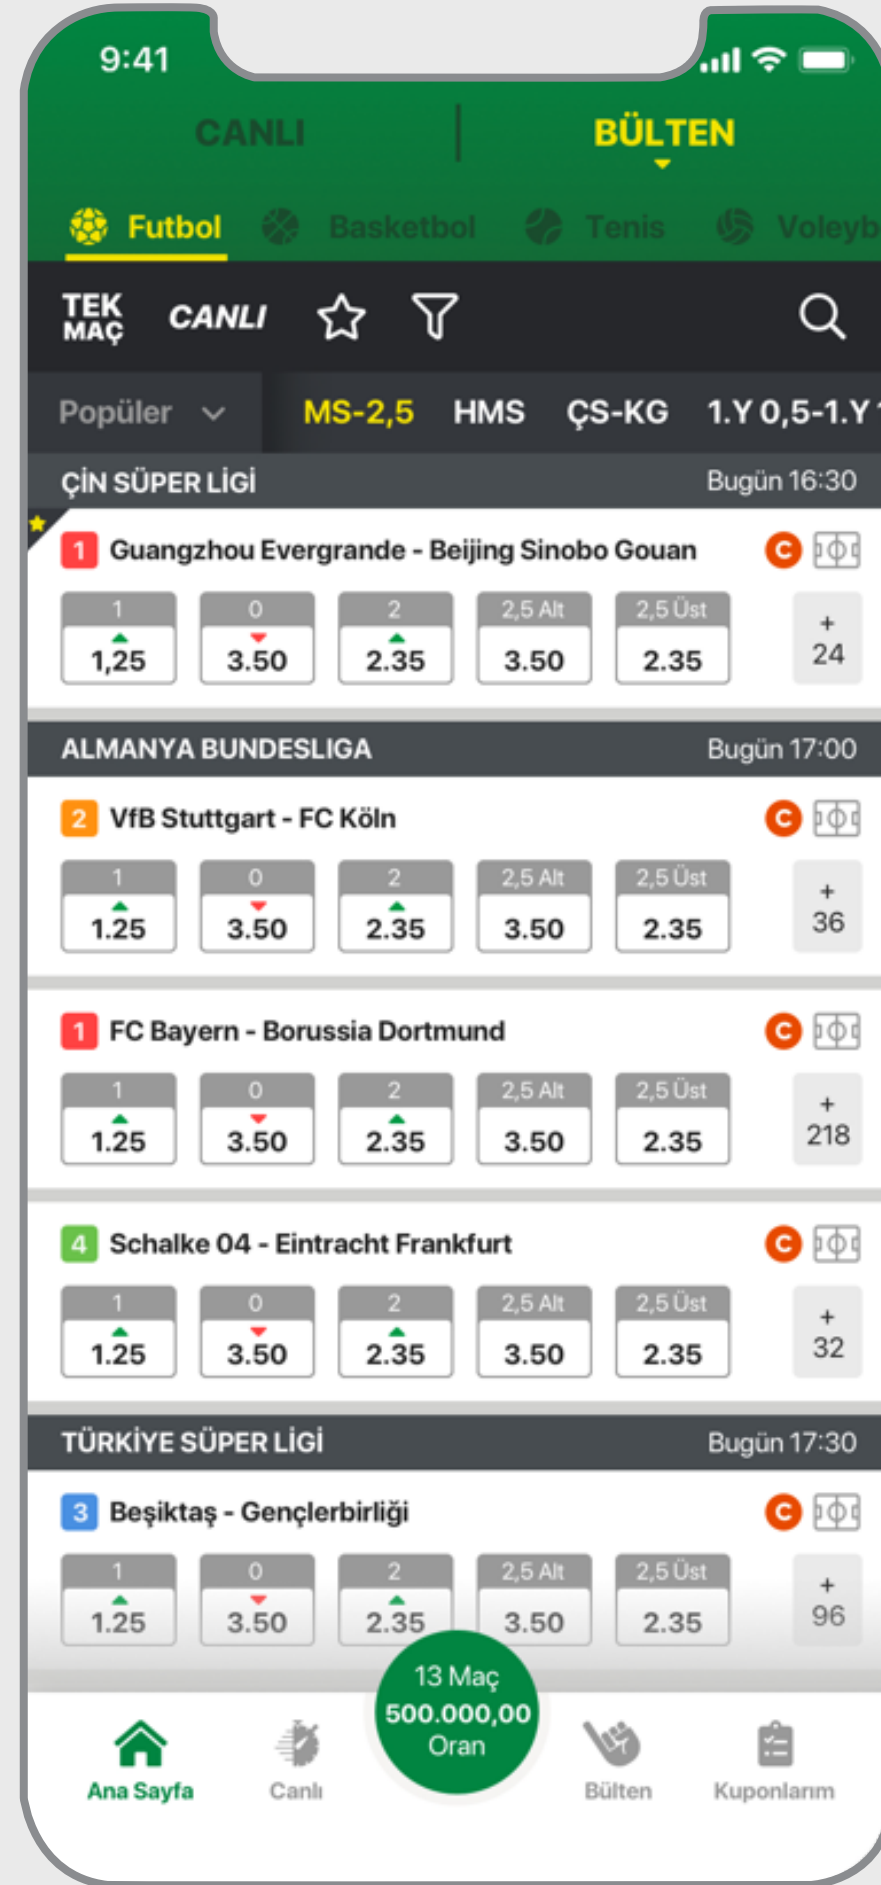 9:41
CANLI BÜLTEN
Futbol Basketbol Tenis Voleyb
TEK
MAÇ
CANLI
Popüler MS-2,5 HMS ÇS-KG 1.Y 0,5-1.Y
ÇİN SÜPER LİGİ Bugün 16:30
1 Guangzhou Evergrande - Beijing Sinobo Gouan C
1 0 2 2,5 Alt 2,5 Üst +
1,25 3.50 2.35 3.50 2.35 24
ALMANYA BUNDESLIGA Bugün 17:00
2 VfB Stuttgart - FC Köln C
1 0 2 2,5 Alt 2,5 Üst +
1.25 3.50 2.35 3.50 2.35 36
1 FC Bayern - Borussia Dortmund C
1 0 2 2,5 Alt 2,5 Üst +
1.25 3.50 2.35 3.50 2.35 218
4 Schalke 04 - Eintracht Frankfurt C
1 0 2 2,5 Alt 2,5 Üst +
1.25 3.50 2.35 3.50 2.35 32
TÜRKİYE SÜPER LİGİ Bugün 17:30
3 Beşiktaş - Gençlerbirliği C
1 0 2 2,5 Alt 2,5 Üst +
1.25 3.50 2.35 3.50 2.35 96
13 Maç
500.000,00
Oran
Ana Sayfa Canlı Bülten Kuponlarım